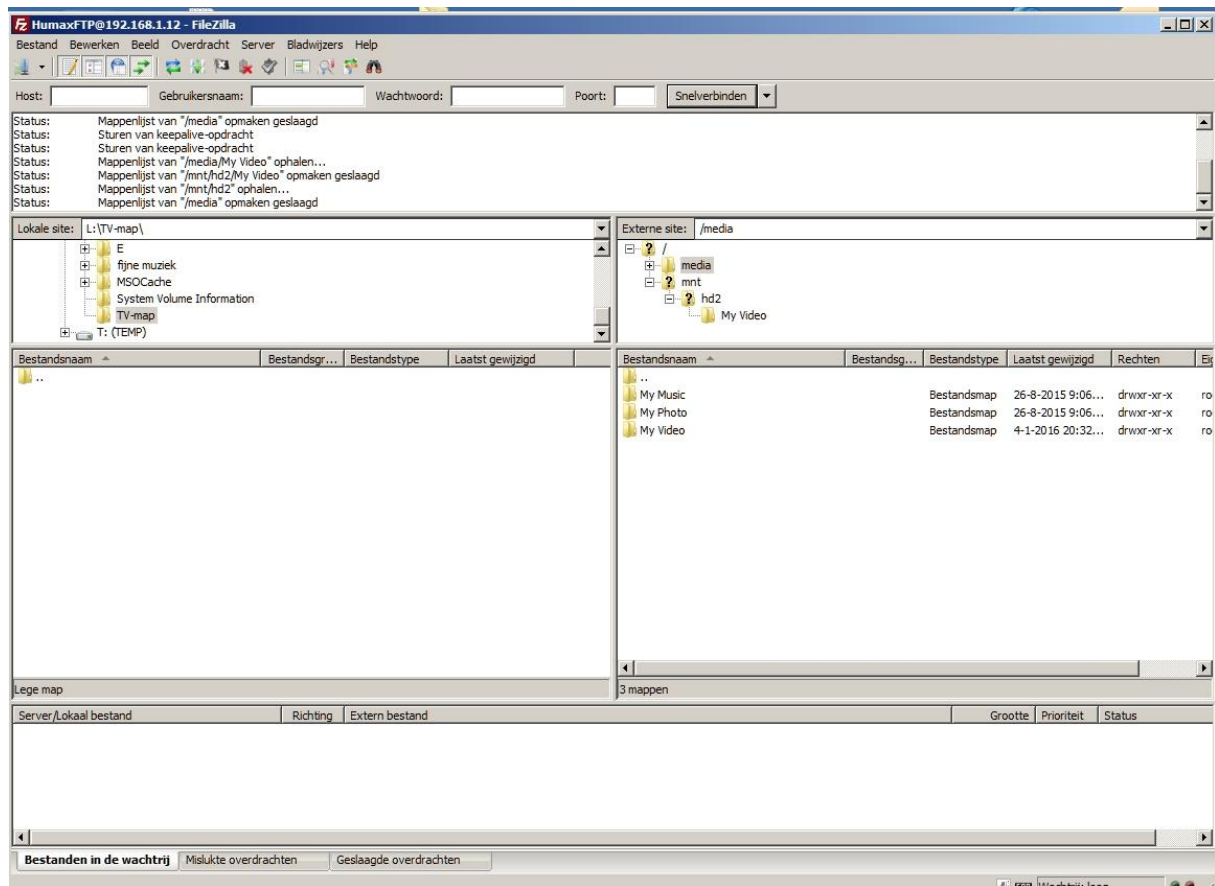 HumaxFTP@192.168.1.12 - FileZilla
Bestand Bewerken Beeld Overdracht Server Bladwijzers Help
Host: Gebruikersnaam: Wachtwoord: Poort: Snelverbinden
Status: Mappenlijst van "/media" opmaken geslaagd
Status: Sturen van keepalive-opdracht
Status: Sturen van keepalive-opdracht
Status: Mappenlijst van "/media/My Video" ophalen...
Status: Mappenlijst van "/mnt/hd2/My Video" opmaken geslaagd
Status: Mappenlijst van "/mnt/hd2" ophalen...
Status: Mappenlijst van "/media" opmaken geslaagd
Lokale site: L:\TV-map\
E
fijne muziek
MSOCache
System Volume Information
TV-map
T: (TEMP)
Externe site: /media
/
media
mnt
hd2
My Video
Bestandsnaam Bestandsgr... Bestandstype Laatst gewijzigd
..
Lege map
Bestandsnaam Bestandsg... Bestandstype Laatst gewijzigd Rechten Eig
..
My Music Bestandsmap 26-8-2015 9:06... drwxr-xr-x ro
My Photo Bestandsmap 26-8-2015 9:06... drwxr-xr-x ro
My Video Bestandsmap 4-1-2016 20:32... drwxr-xr-x ro
3 mappen
Server/Lokaal bestand Richting Extern bestand Grootte Prioriteit Status
Bestanden in de wachtrij Mislukte overdrachten Geslaagde overdrachten